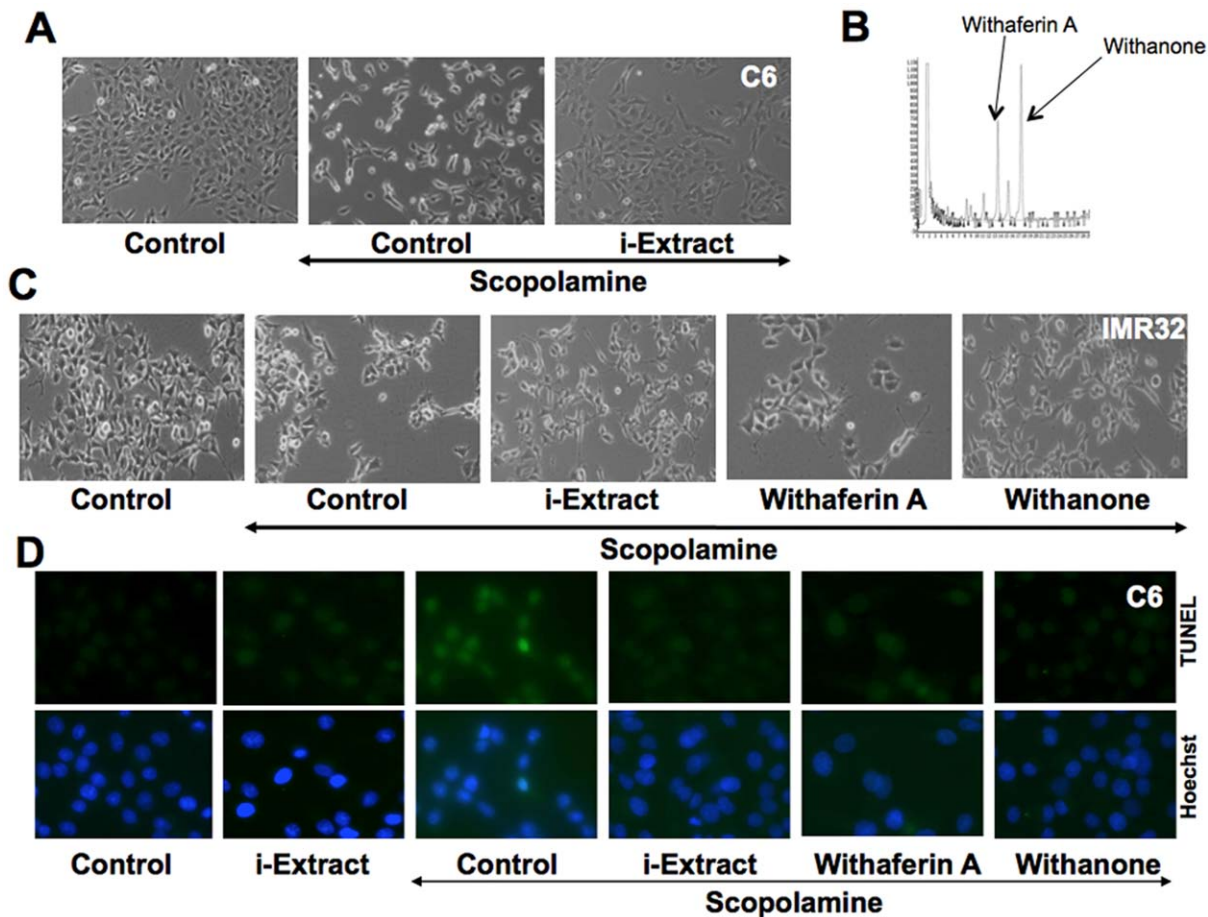 A
C6
Control
Control
i-Extract
Scopolamine
B
Withaferin A
Withanone
C
IMR32
Control
Control
i-Extract
Withaferin A
Withanone
Scopolamine
D
C6
TUNEL
Hoechst
Control
i-Extract
Control
i-Extract
Withaferin A
Withanone
Scopolamine